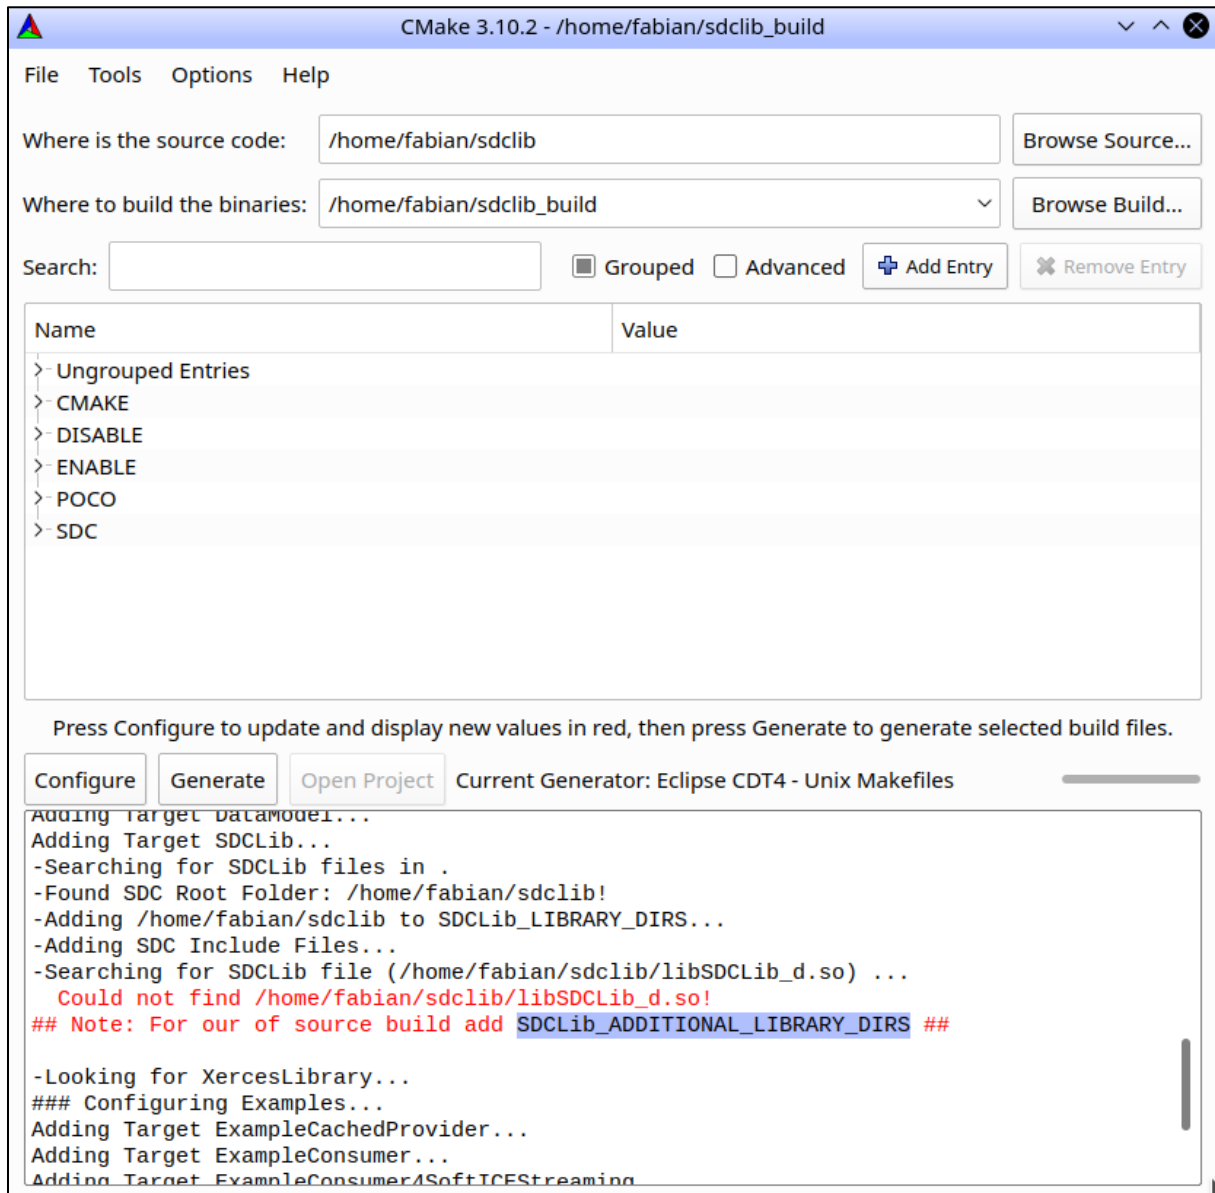 CMake 3.10.2 - /home/fabian/sdclib_build
File Tools Options Help
Where is the source code: /home/fabian/sdclib Browse Source...
Where to build the binaries: /home/fabian/sdclib_build Browse Build...
Search: Grouped Advanced Add Entry Remove Entry
Name Value
Ungrouped Entries
CMAKE
DISABLE
ENABLE
POCO
SDC
Press Configure to update and display new values in red, then press Generate to generate selected build files.
Configure Generate Open Project Current Generator: Eclipse CDT4 - Unix Makefiles
Adding Target DataModel...
Adding Target SDCLib...
-Searching for SDCLib files in .
-Found SDC Root Folder: /home/fabian/sdclib!
-Adding /home/fabian/sdclib to SDCLib_LIBRARY_DIRS...
-Adding SDC Include Files...
-Searching for SDCLib file (/home/fabian/sdclib/libSDCLib_d.so) ...
Could not find /home/fabian/sdclib/libSDCLib_d.so!
## Note: For our of source build add SDCLib_ADDITIONAL_LIBRARY_DIRS ##
-Looking for XercesLibrary...
### Configuring Examples...
Adding Target ExampleCachedProvider...
Adding Target ExampleConsumer...
Adding Target ExampleConsumer4SoftICEStreaming